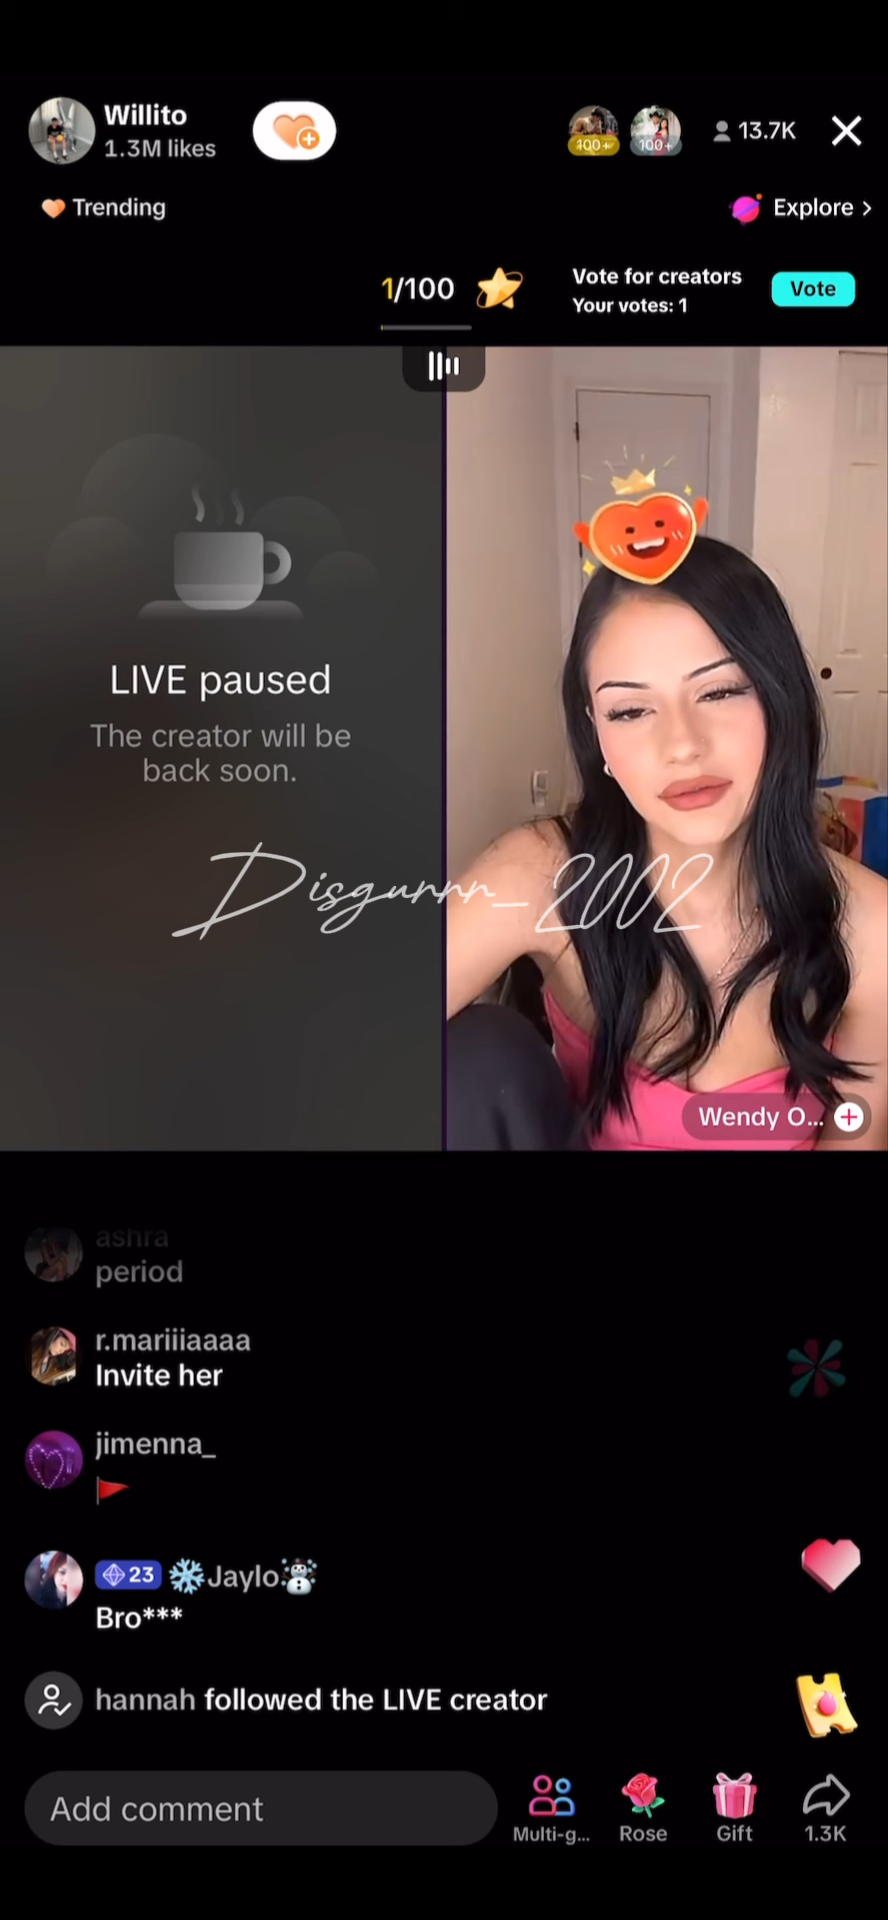 Willito
1.3M likes
100+
100+
13.7K
Trending
Explore >
1/100
Vote for creators
Your votes: 1
Vote
LIVE paused
The creator will be
back soon.
Disgurrr_2002
Wendy O...
ashra
period
r.mariiiaaaa
Invite her
jimenna_
23
Jaylo
Bro***
hannah followed the LIVE creator
Add comment
Multi-g...
Rose
Gift
1.3K